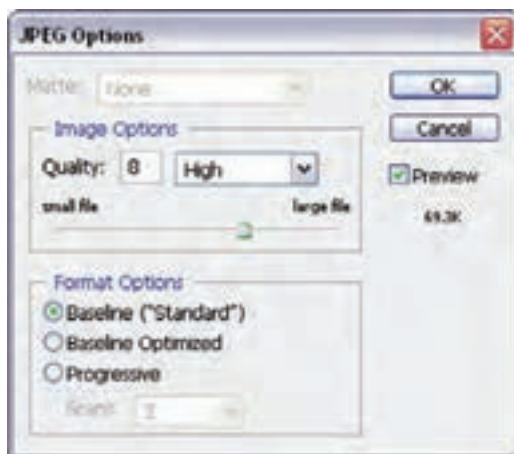 JPEG Options
Matte: None
OK
Image Options
Cancel
Quality: 8 High
Preview
small file large file
69.3K
Format Options
Baseline ("Standard")
Baseline Optimized
Progressive
Scans: 3